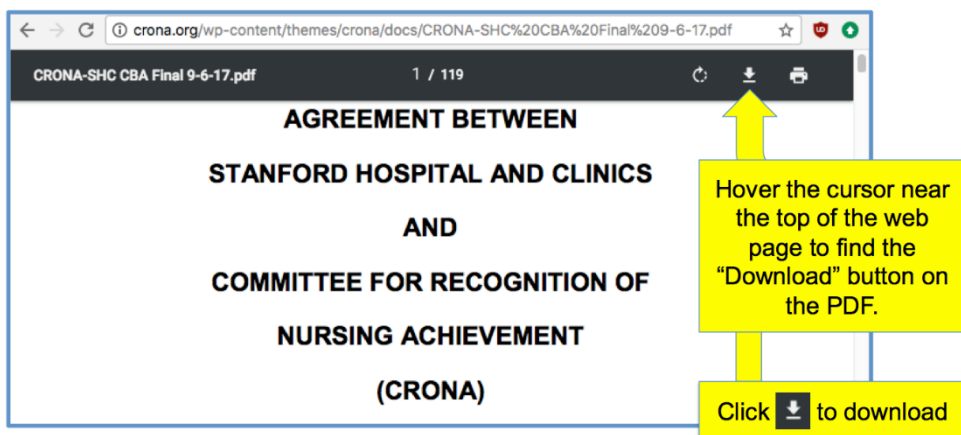 crona.org/wp-content/themes/crona/docs/CRONA-SHC%20CBA%20Final%209-6-17.pdf
CRONA-SHC CBA Final 9-6-17.pdf 1 / 119
AGREEMENT BETWEEN
STANFORD HOSPITAL AND CLINICS
AND
COMMITTEE FOR RECOGNITION OF
NURSING ACHIEVEMENT
(CRONA)
Hover the cursor near
the top of the web
page to find the
“Download” button on
the PDF.
Click to download